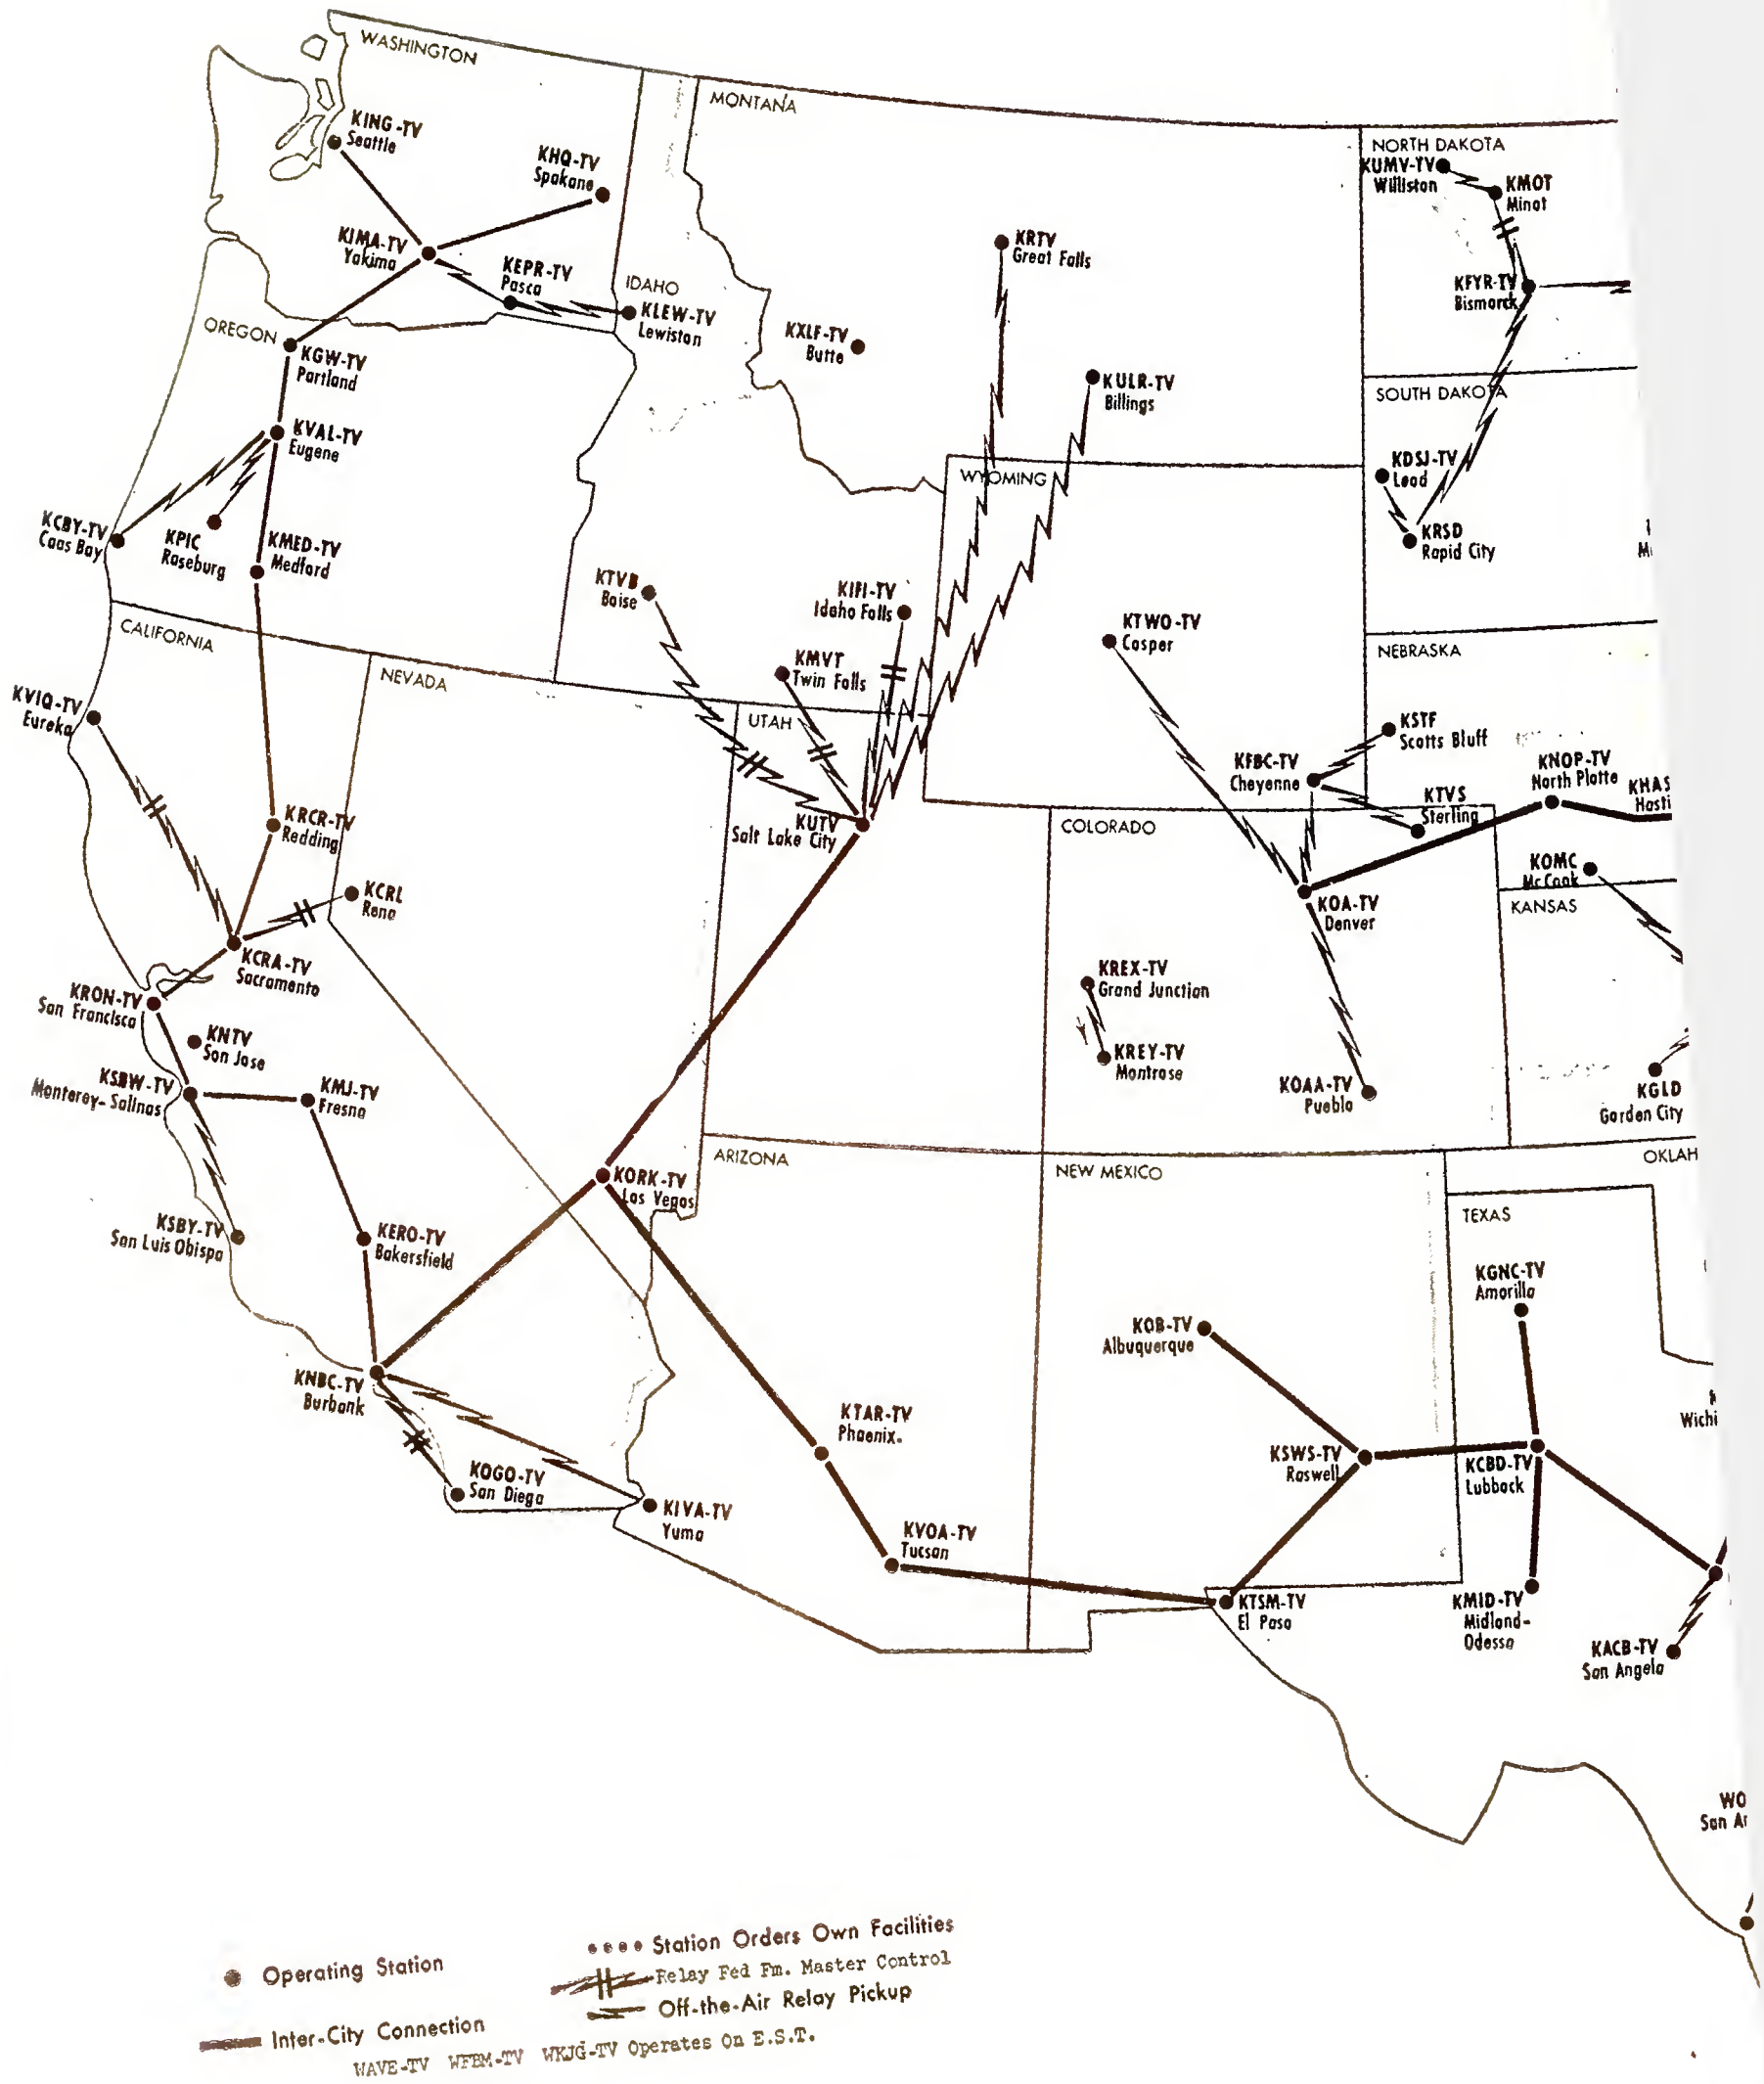 WASHINGTON
MONTANA
NORTH DAKOTA
KING-TV
Seattle
KHQ-TV
Spokane
KUMV-TV
Williston
KMOT
Minot
KIMA-TV
Yakima
KEPR-TV
Pasco
IDAHO
KLEW-TV
Lewiston
KRTV
Great Falls
KFYR-TV
Bismarck
OREGON
KGW-TV
Portland
KXLF-TV
Butte
KULR-TV
Billings
SOUTH DAKOTA
KVAL-TV
Eugene
WYOMING
KDSJ-TV
Lead
KCBY-TV
Coos Bay
KPIC
Roseburg
KMED-TV
Medford
KRSD
Rapid City
KTVB
Boise
KIFI-TV
Idaho Falls
KTWO-TV
Casper
CALIFORNIA
NEVADA
KMVT
Twin Falls
NEBRASKA
KVIQ-TV
Eureka
UTAH
KSTF
Scotts Bluff
KFBC-TV
Cheyenne
KNOP-TV
North Platte
KTVS
Sterling
KHAS
Hasti
KRCR-TV
Redding
KUTV
Salt Lake City
COLORADO
KOMC
McCook
KANSAS
KCRL
Reno
KOA-TV
Denver
KCRA-TV
Sacramento
KREX-TV
Grand Junction
KRON-TV
San Francisco
KNTV
San Jose
KREY-TV
Montrose
KSBW-TV
Monterey-Salinas
KMJ-TV
Fresno
KOAA-TV
Pueblo
KGLD
Garden City
ARIZONA
NEW MEXICO
OKLAH
KORK-TV
Las Vegas
TEXAS
KSBY-TV
San Luis Obispo
KERO-TV
Bakersfield
KGNC-TV
Amarillo
KOB-TV
Albuquerque
KNBC-TV
Burbank
KTAR-TV
Phoenix.
Wichi
KSWS-TV
Roswell
KCBD-TV
Lubbock
KOGO-TV
San Diego
KIVA-TV
Yuma
KVOA-TV
Tucson
KTSM-TV
El Paso
KMID-TV
Midland-
Odessa
KACB-TV
San Angelo
WO
San A
Operating Station
Station Orders Own Facilities
Relay Fed Fm. Master Control
Off-the-Air Relay Pickup
Inter-City Connection
WAVE-TV WFBM-TV WKJG-TV Operates On E.S.T.